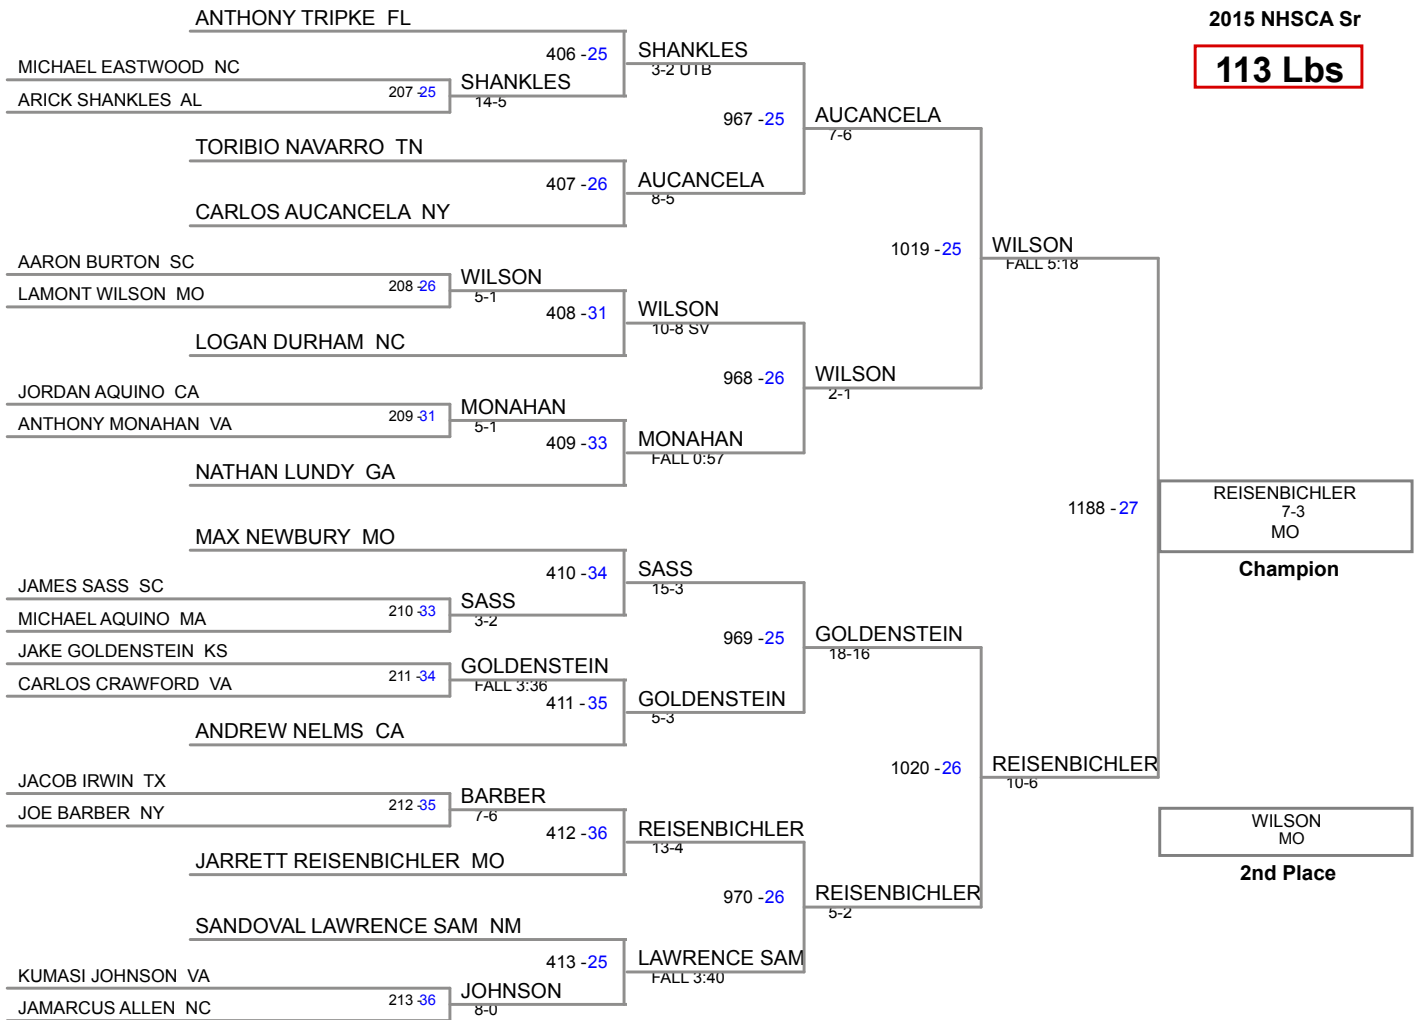 ANTHONY TRIPKE  FL
2015 NHSCA Sr
113 Lbs
406 -25
SHANKLES
3-2 UTB
MICHAEL EASTWOOD  NC
207 -25
SHANKLES
14-5
ARICK SHANKLES  AL
967 -25
AUCANCELA
7-6
TORIBIO NAVARRO  TN
407 -26
AUCANCELA
8-5
CARLOS AUCANCELA  NY
1019 -25
WILSON
FALL 5:18
AARON BURTON  SC
208 -26
WILSON
5-1
LAMONT WILSON  MO
408 -31
WILSON
10-8 SV
LOGAN DURHAM  NC
968 -26
WILSON
2-1
JORDAN AQUINO  CA
209 -31
MONAHAN
5-1
ANTHONY MONAHAN  VA
409 -33
MONAHAN
FALL 0:57
NATHAN LUNDY  GA
1188 -27
REISENBICHLER
7-3
MO
Champion
MAX NEWBURY  MO
410 -34
SASS
15-3
JAMES SASS  SC
210 -33
SASS
3-2
MICHAEL AQUINO  MA
969 -25
GOLDENSTEIN
18-16
JAKE GOLDENSTEIN  KS
211 -34
GOLDENSTEIN
FALL 3:36
CARLOS CRAWFORD  VA
411 -35
GOLDENSTEIN
5-3
ANDREW NELMS  CA
1020 -26
REISENBICHLER
10-6
JACOB IRWIN  TX
212 -35
BARBER
7-6
JOE BARBER  NY
412 -36
REISENBICHLER
13-4
JARRETT REISENBICHLER  MO
WILSON
MO
2nd Place
970 -26
REISENBICHLER
5-2
SANDOVAL LAWRENCE SAM  NM
413 -25
LAWRENCE SAM
FALL 3:40
KUMASI JOHNSON  VA
213 -36
JOHNSON
8-0
JAMARCUS ALLEN  NC